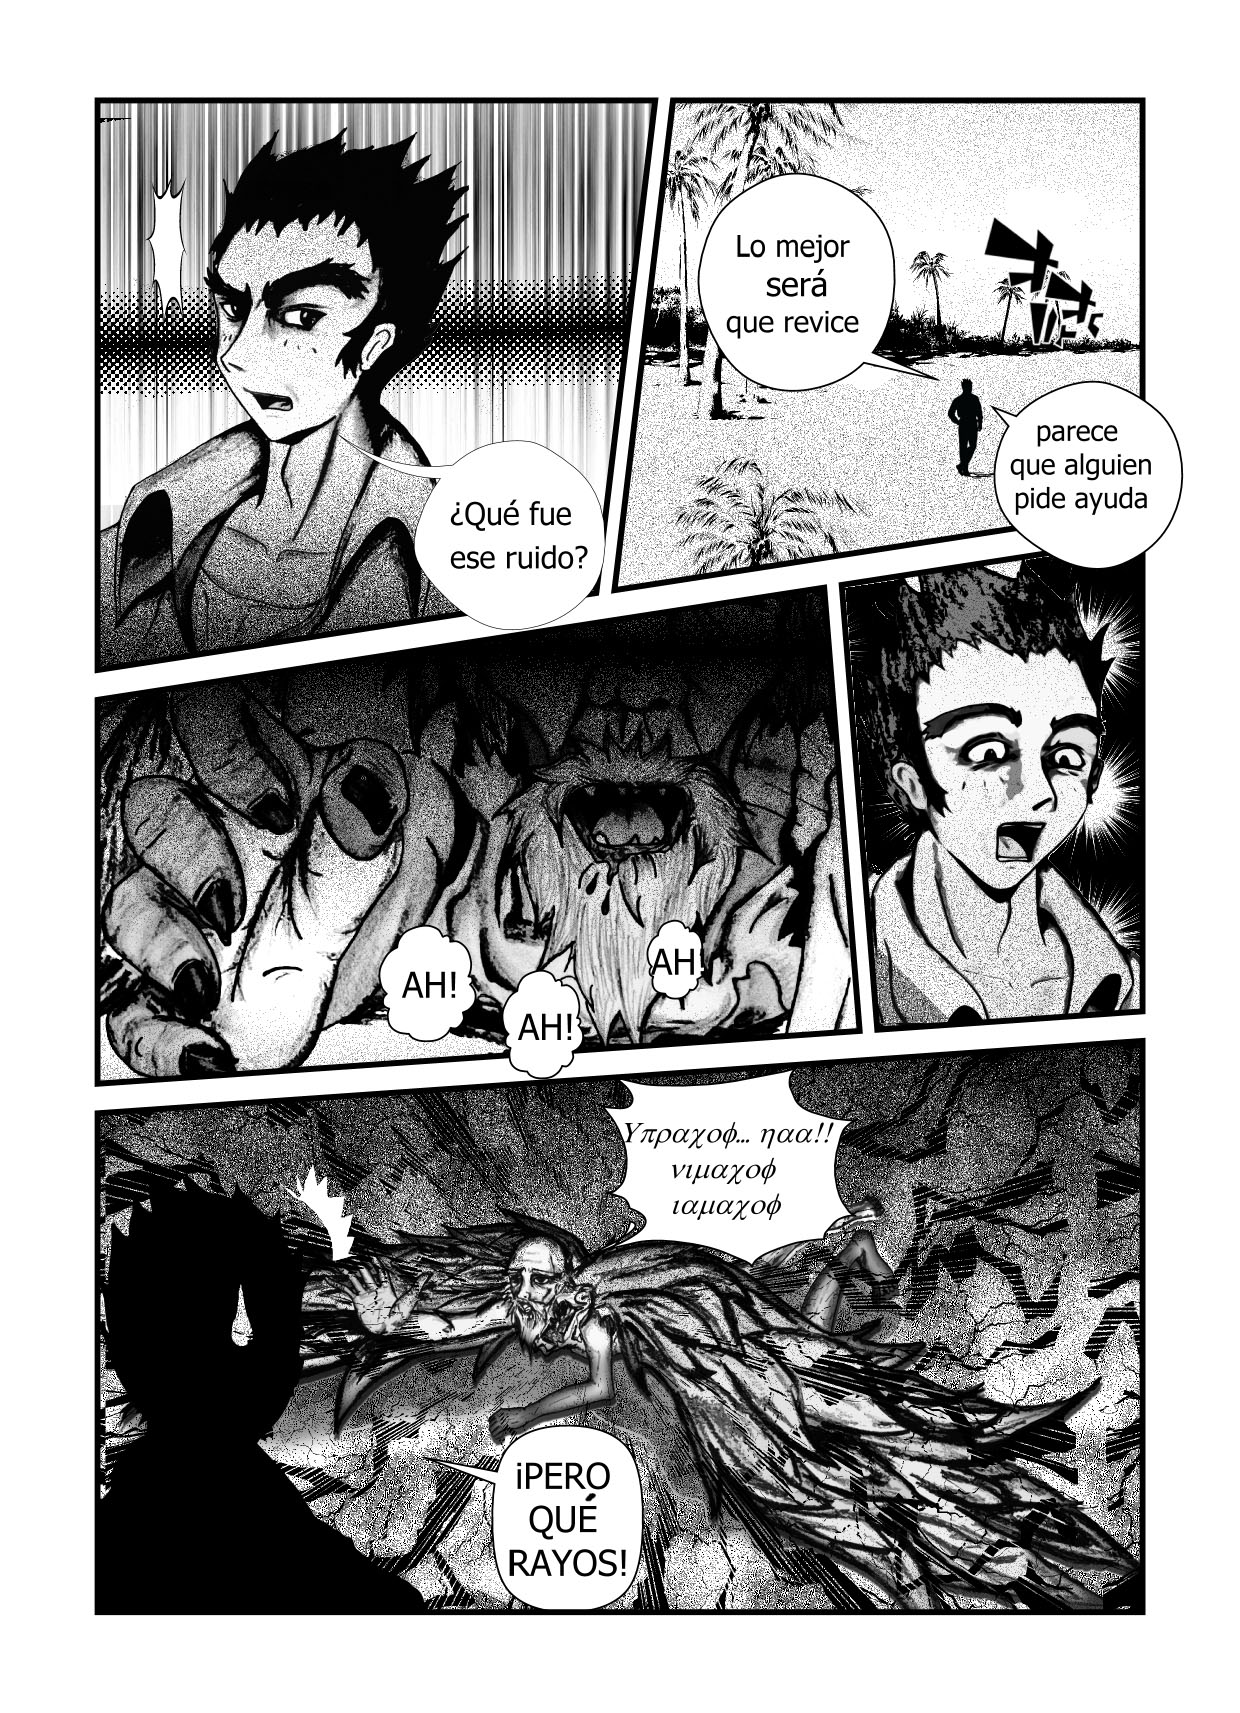 ¿Qué fue
ese ruido?
Lo mejor
será
que revice
parece
que alguien
pide ayuda
AH!
AH!
AH!
Υπραχοφ... ηαα!!
νιμαχοφ
ιαμαχοφ
¡PERO
QUÉ
RAYOS!